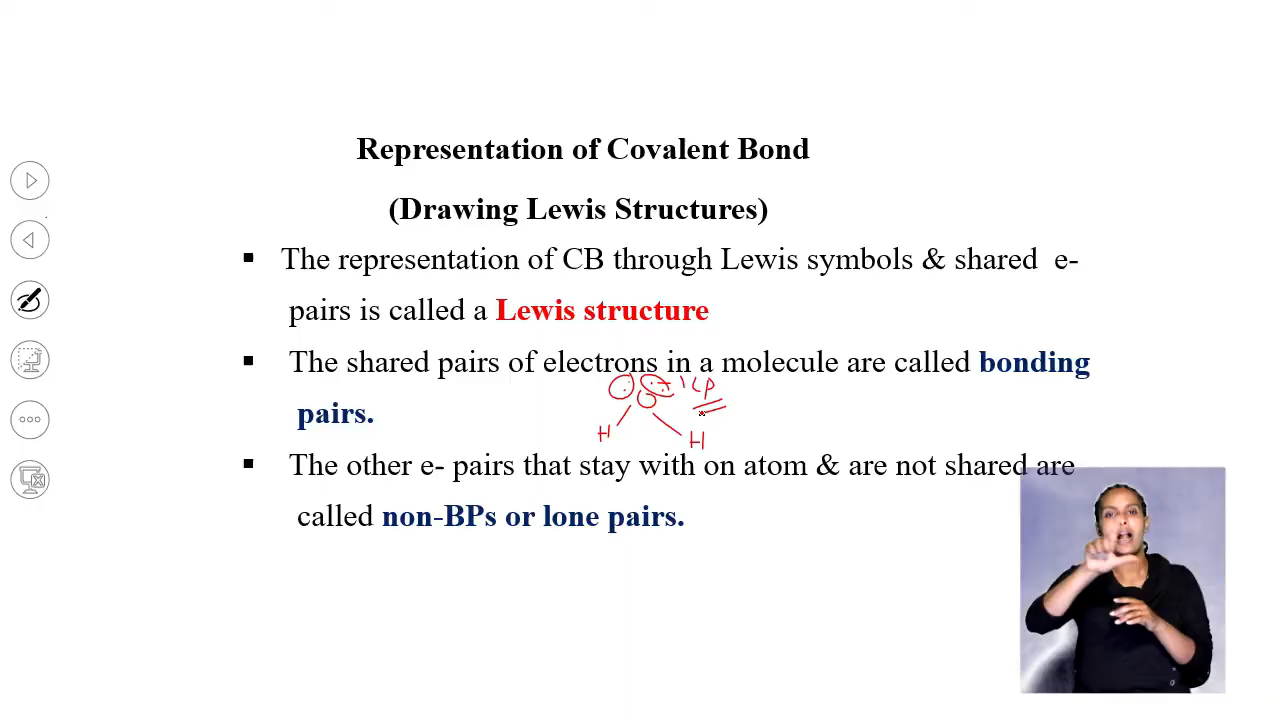 Representation of Covalent Bond
(Drawing Lewis Structures)
▪ The representation of CB through Lewis symbols & shared e-
pairs is called a Lewis structure
▪ The shared pairs of electrons in a molecule are called bonding
pairs.
LP
O
H H
▪ The other e- pairs that stay with on atom & are not shared are
called non-BPs or lone pairs.